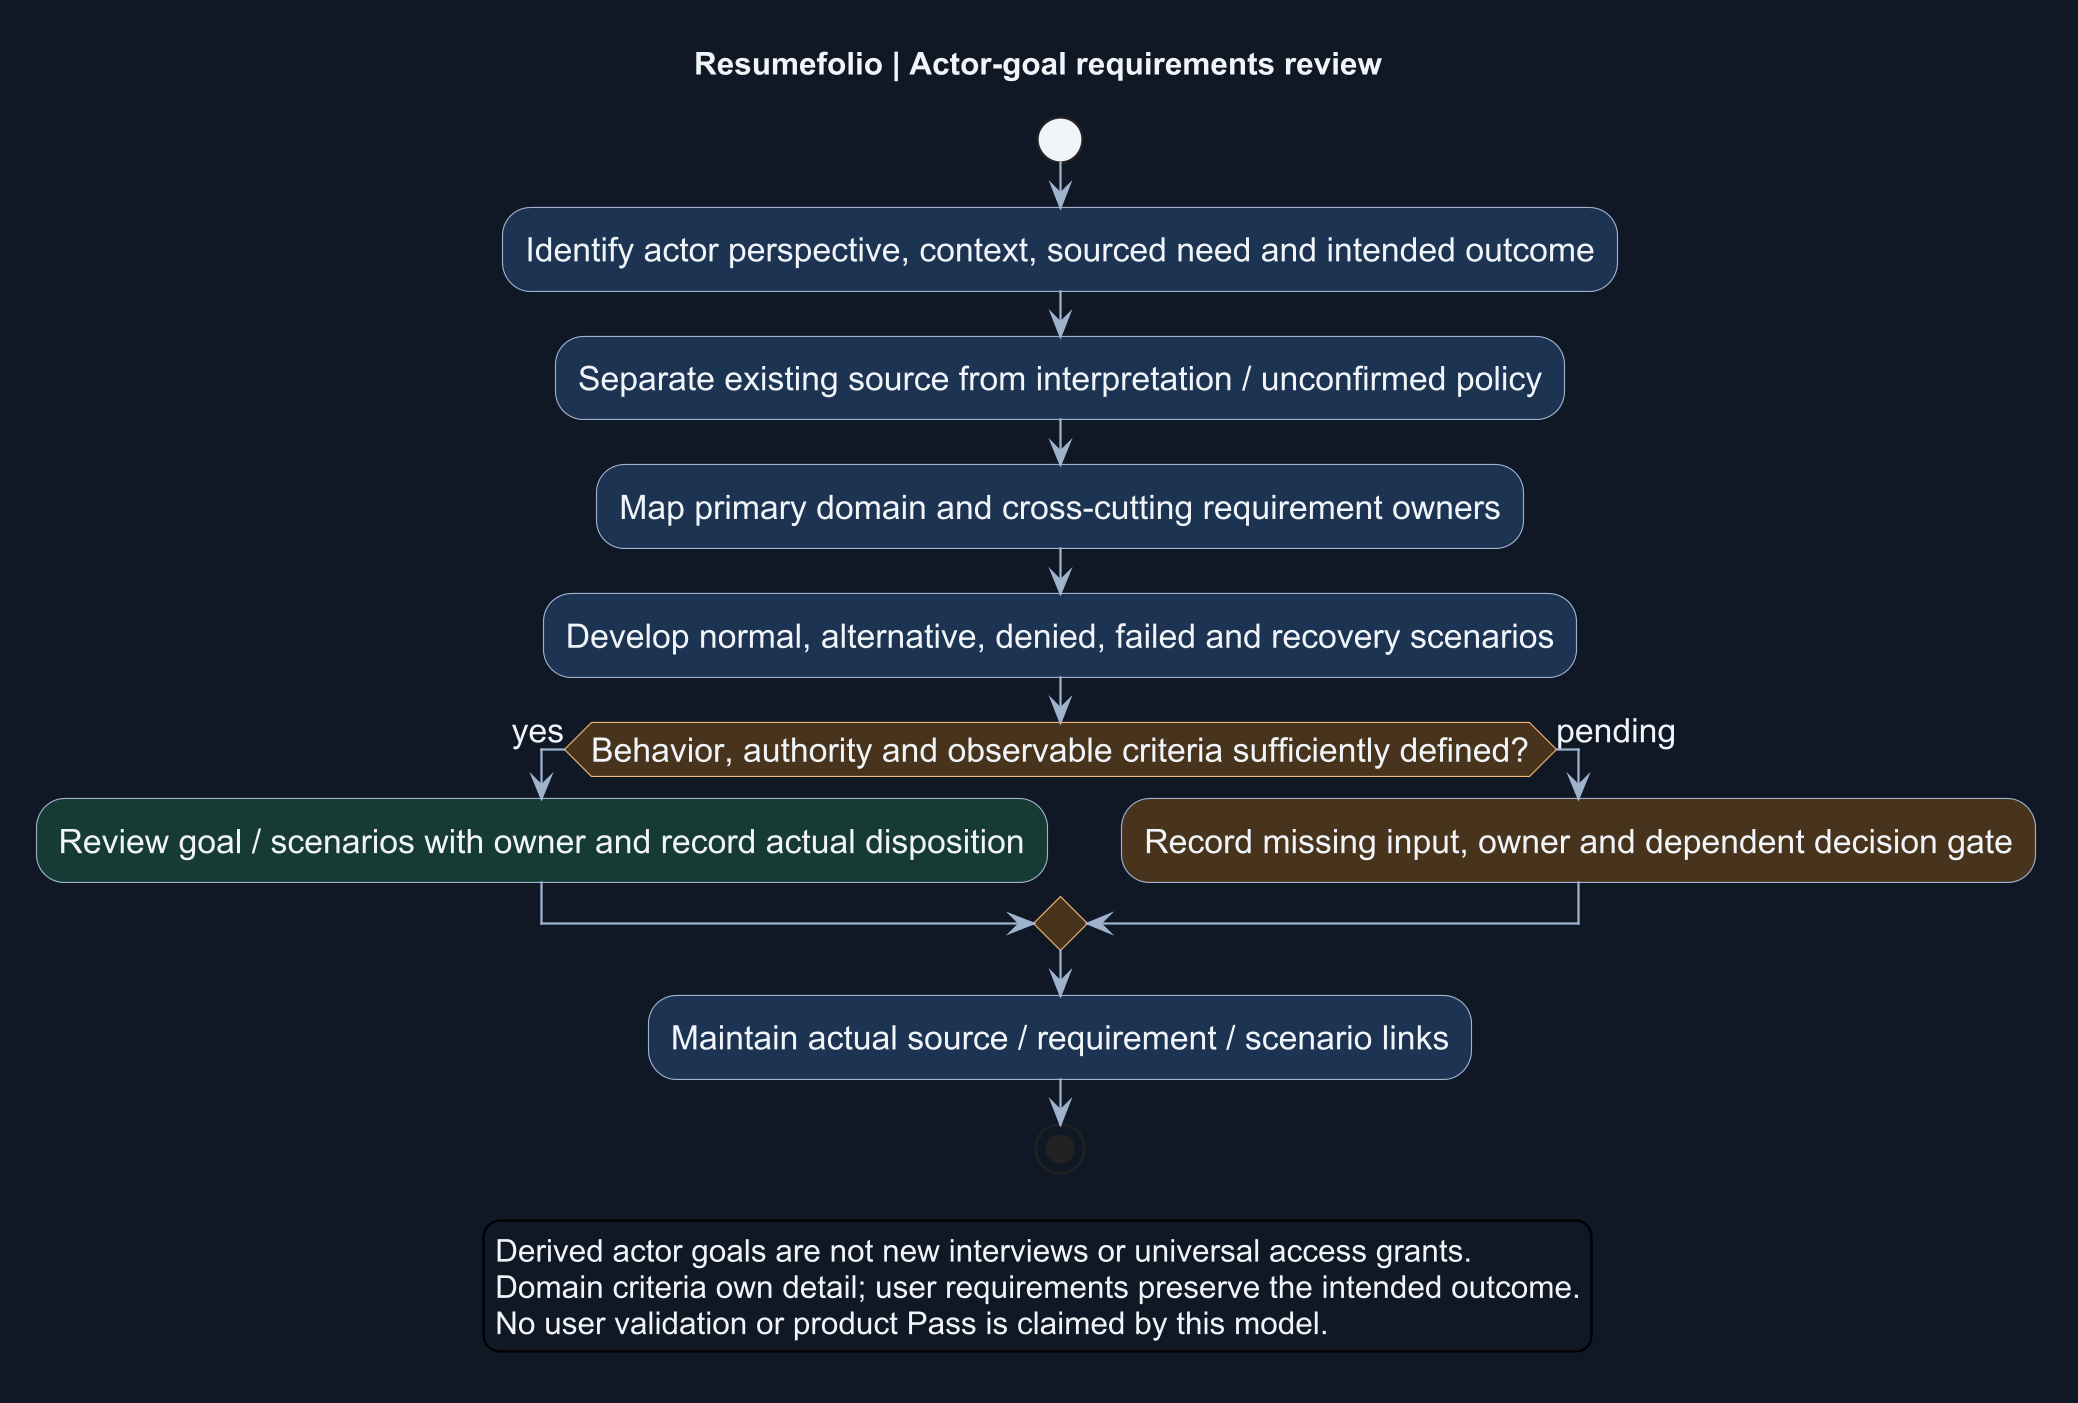 Resumefolio | Actor-goal requirements review
Identify actor perspective, context, sourced need and intended outcome
Separate existing source from interpretation / unconfirmed policy
Map primary domain and cross-cutting requirement owners
Develop normal, alternative, denied, failed and recovery scenarios
yes
Behavior, authority and observable criteria sufficiently defined?
pending
Review goal / scenarios with owner and record actual disposition
Record missing input, owner and dependent decision gate
Maintain actual source / requirement / scenario links
Derived actor goals are not new interviews or universal access grants.
Domain criteria own detail; user requirements preserve the intended outcome.
No user validation or product Pass is claimed by this model.